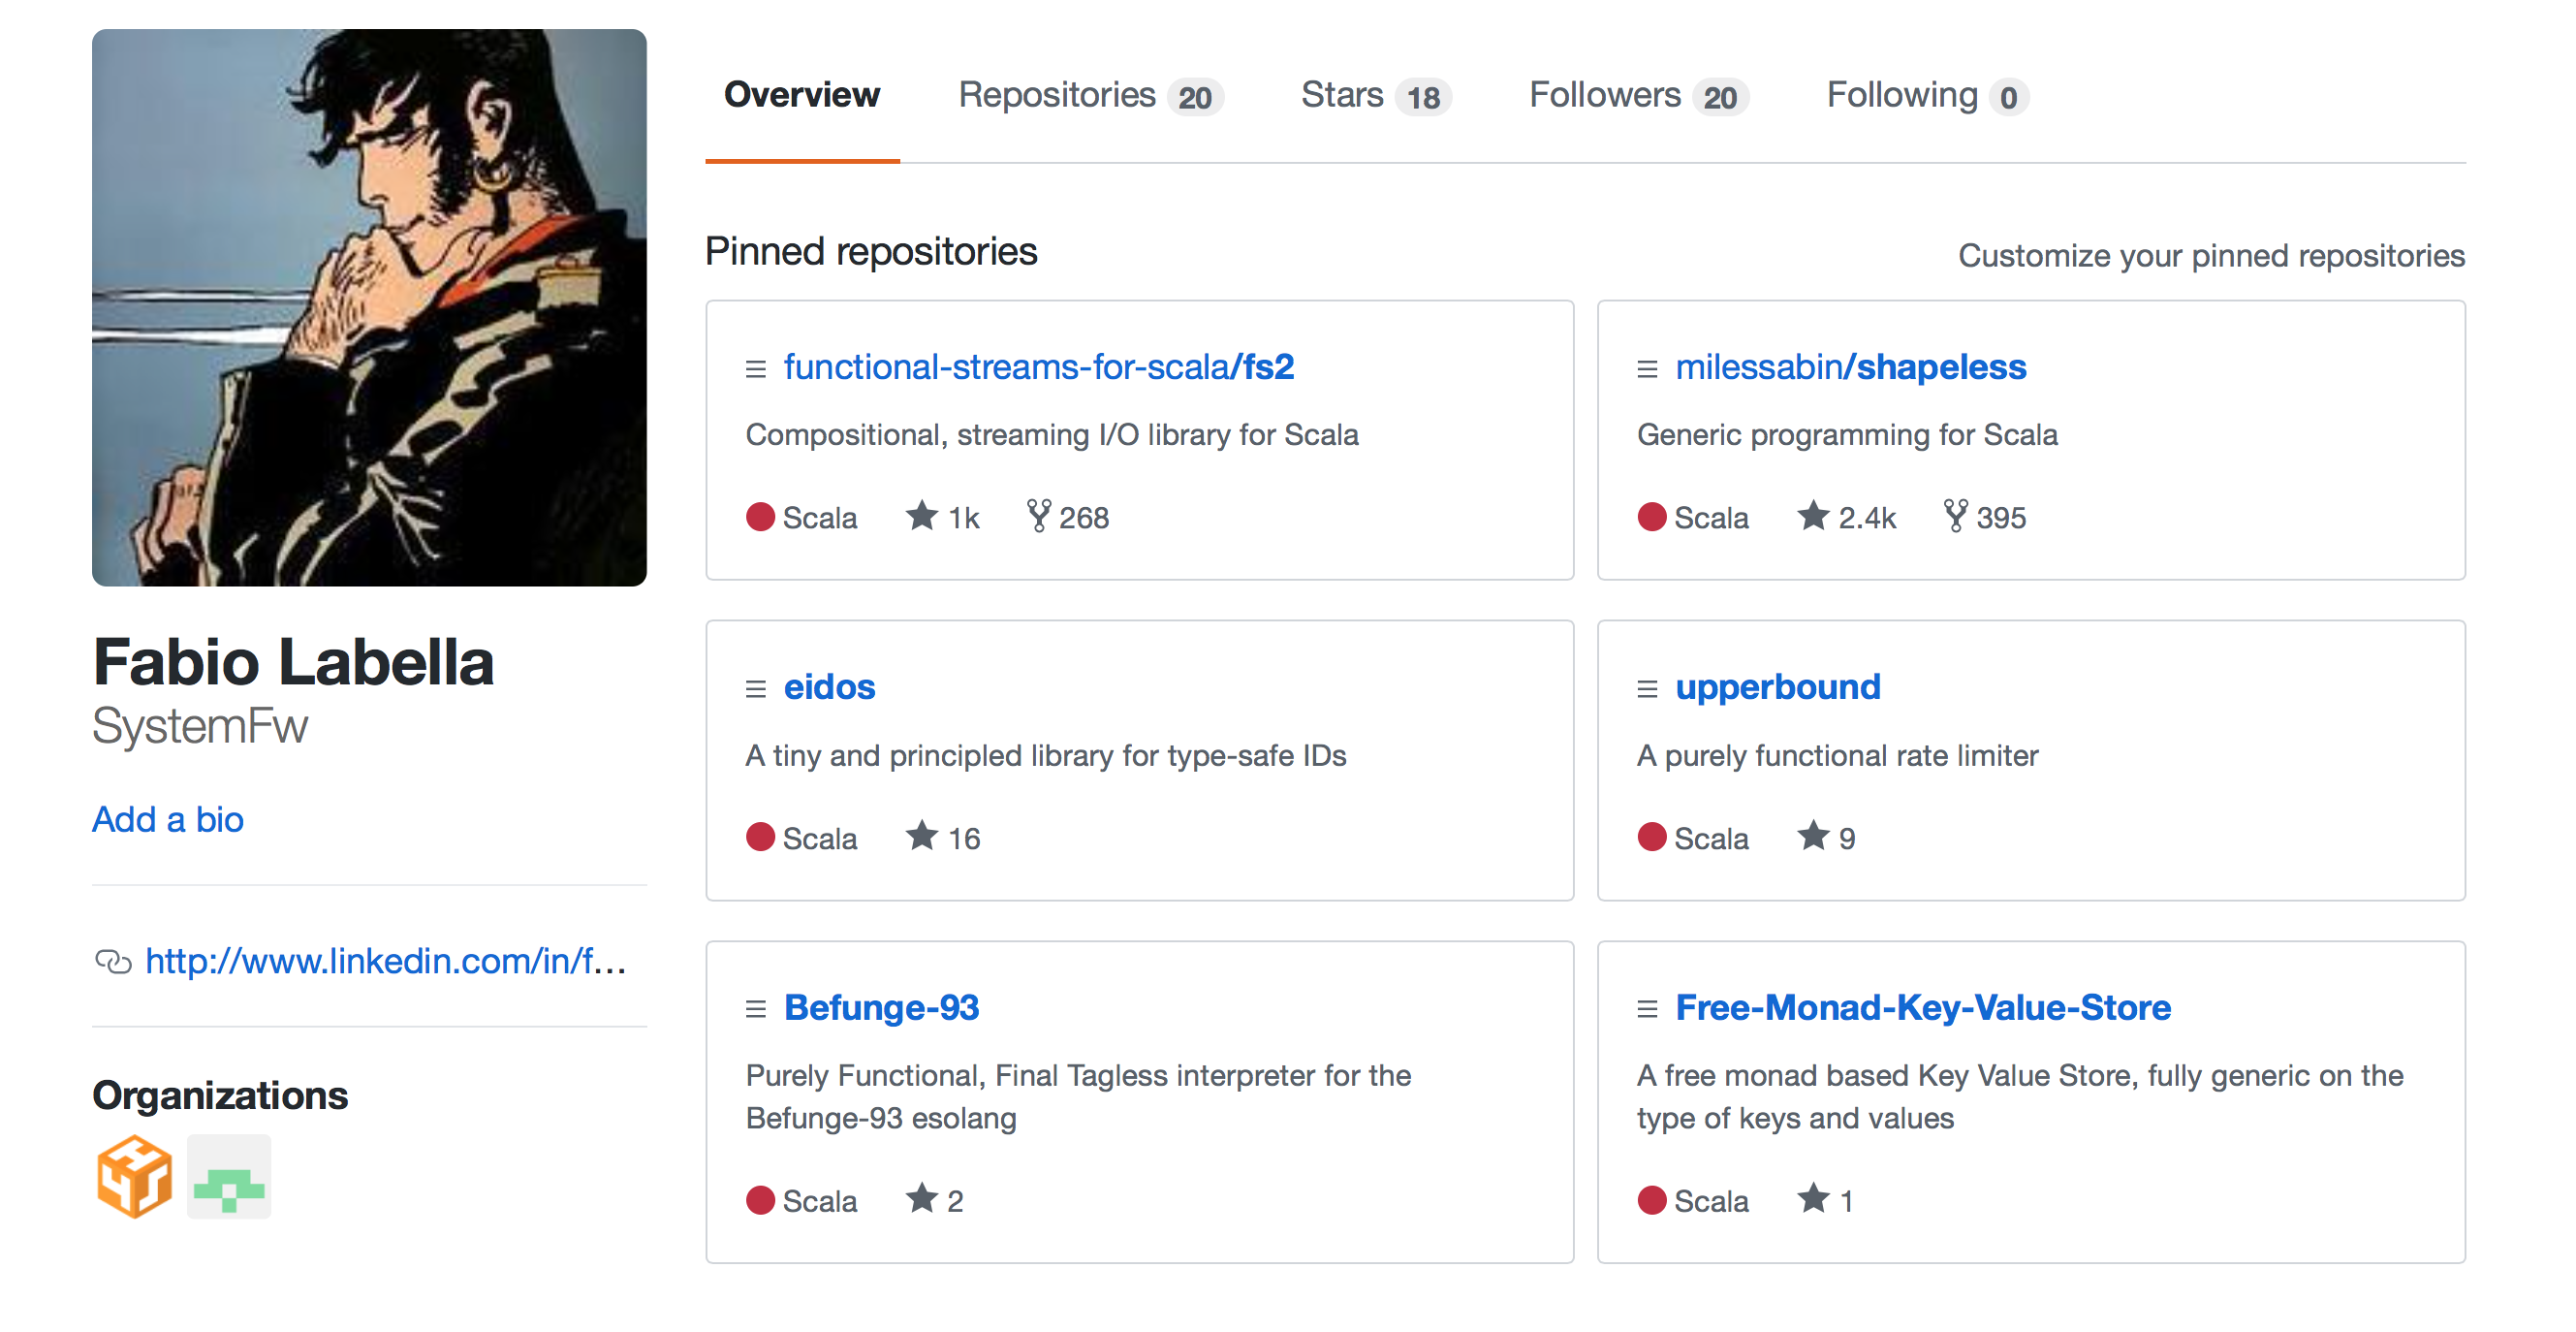 Overview
Repositories 20
Stars 18
Followers 20
Following 0
Pinned repositories
Customize your pinned repositories
functional-streams-for-scala/fs2
Compositional, streaming I/O library for Scala
Scala 1k 268
milessabin/shapeless
Generic programming for Scala
Scala 2.4k 395
eidos
A tiny and principled library for type-safe IDs
Scala 16
upperbound
A purely functional rate limiter
Scala 9
Befunge-93
Purely Functional, Final Tagless interpreter for the
Befunge-93 esolang
Scala 2
Free-Monad-Key-Value-Store
A free monad based Key Value Store, fully generic on the
type of keys and values
Scala 1
Fabio Labella
SystemFw
Add a bio
http://www.linkedin.com/in/f...
Organizations